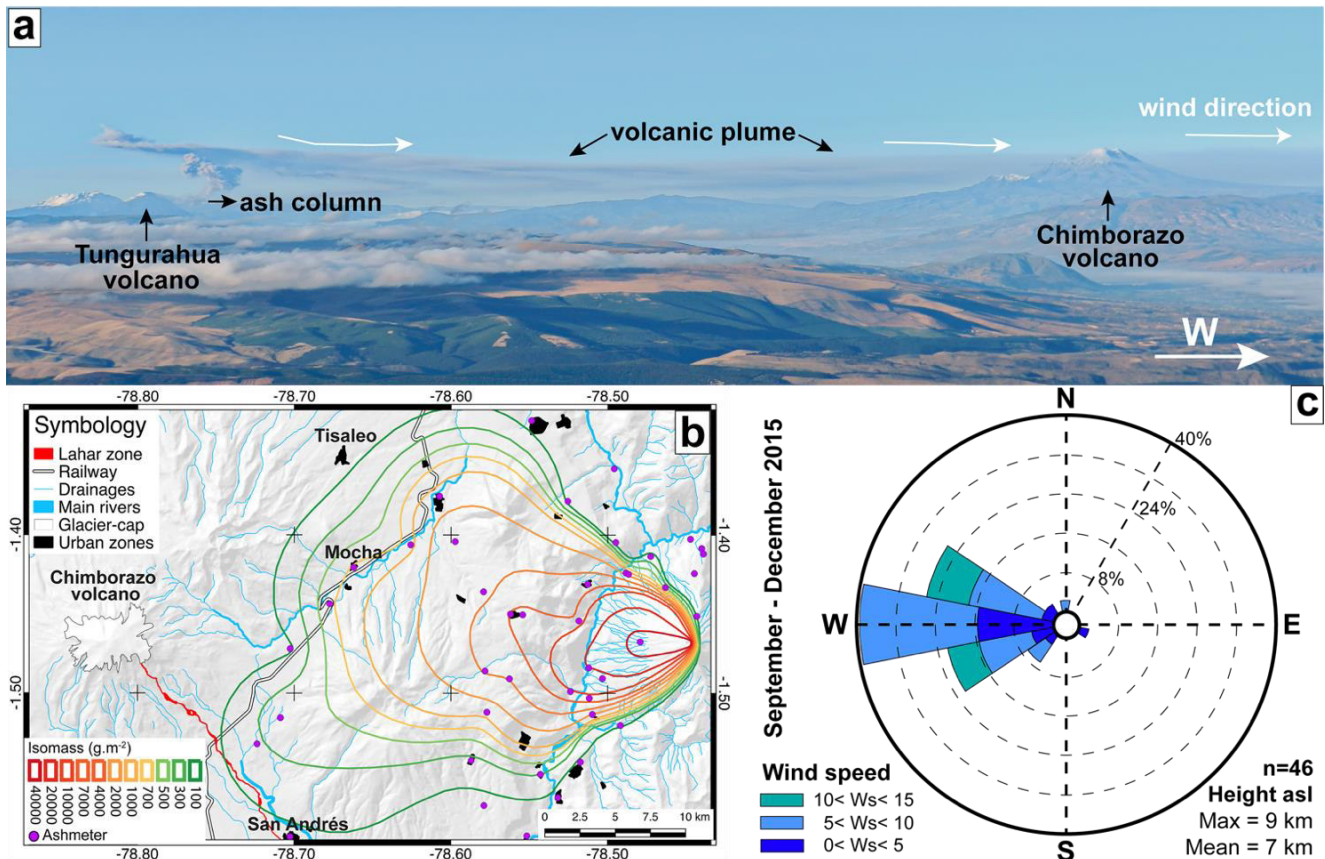 a
wind direction
volcanic plume
ash column
Tungurahua
volcano
Chimborazo
volcano
W
-78.80 -78.70 -78.60 -78.50
b
Symbology
Lahar zone
Railway
Drainages
Main rivers
Glacier-cap
Urban zones
Tisaleo
-1.40
-1.40
Mocha
Chimborazo
volcano
-1.50
-1.50
Isomass (g.m-²)
40000
20000
10000
7000
4000
2000
1000
700
500
300
100
Ashmeter
San Andrés
0 2.5 5 7.5 10 km
-78.80 -78.70 -78.60 -78.50
c
September - December 2015
N
40%
24%
8%
W
E
S
Wind speed
10< Ws< 15
5< Ws< 10
0< Ws< 5
n=46
Height asl
Max = 9 km
Mean = 7 km